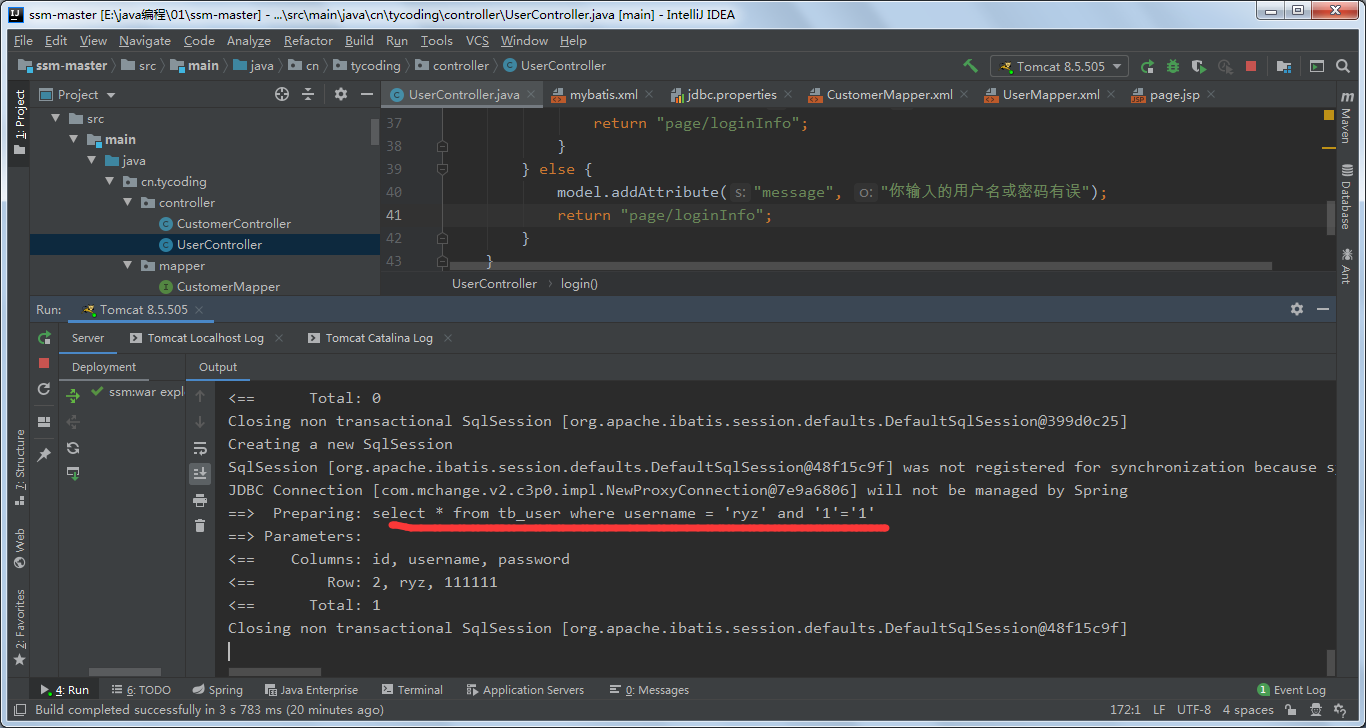 ssm-master [E:\java编程\01\ssm-master] - ...\src\main\java\cn\tycoding\controller\UserController.java [main] - IntelliJ IDEA
File Edit View Navigate Code Analyze Refactor Build Run Tools VCS Window Help
ssm-master src main java cn tycoding controller UserController Tomcat 8.5.505
Project UserController.java mybatis.xml jdbc.properties CustomerMapper.xml UserMapper.xml page.jsp
1: Project
src
main
java
cn.tycoding
controller
CustomerController
UserController
mapper
CustomerMapper
37 return "page/loginInfo";
38 }
39 } else {
40 model.addAttribute( s: "message", o: "你输入的用户名或密码有误");
41 return "page/loginInfo";
42 }
43 }
UserController login()
Maven
Database
Ant
Run: Tomcat 8.5.505
Server Tomcat Localhost Log Tomcat Catalina Log
Deployment Output
ssm:war expl
<== Total: 0
Closing non transactional SqlSession [org.apache.ibatis.session.defaults.DefaultSqlSession@399d0c25]
Creating a new SqlSession
SqlSession [org.apache.ibatis.session.defaults.DefaultSqlSession@48f15c9f] was not registered for synchronization because s
JDBC Connection [com.mchange.v2.c3p0.impl.NewProxyConnection@7e9a6806] will not be managed by Spring
==> Preparing: select * from tb_user where username = 'ryz' and '1'='1'
==> Parameters:
<== Columns: id, username, password
<== Row: 2, ryz, 111111
<== Total: 1
Closing non transactional SqlSession [org.apache.ibatis.session.defaults.DefaultSqlSession@48f15c9f]
7: Structure
Web
2: Favorites
4: Run 6: TODO Spring Java Enterprise Terminal Application Servers 0: Messages 1 Event Log
Build completed successfully in 3 s 783 ms (20 minutes ago) 172:1 LF UTF-8 4 spaces